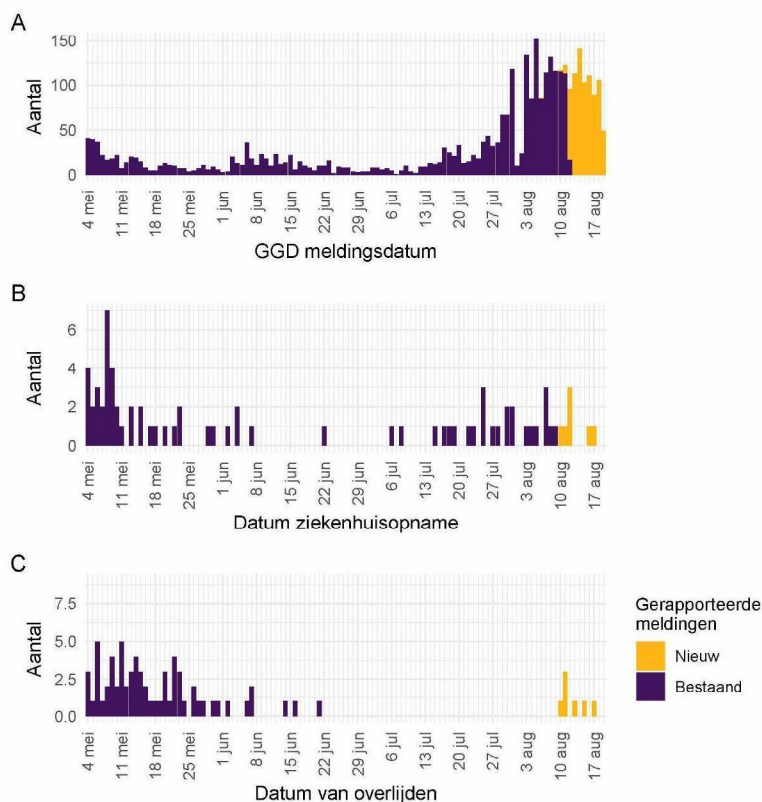 A
Aantal
150
100
50
0
4 mei
11 mei
18 mei
25 mei
1 jun
8 jun
15 jun
22 jun
29 jun
6 jul
13 jul
20 jul
27 jul
3 aug
10 aug
17 aug
GGD meldingsdatum
B
Aantal
6
4
2
0
4 mei
11 mei
18 mei
25 mei
1 jun
8 jun
15 jun
22 jun
29 jun
6 jul
13 jul
20 jul
27 jul
3 aug
10 aug
17 aug
Datum ziekenhuisopname
C
Aantal
7.5
5.0
2.5
0.0
4 mei
11 mei
18 mei
25 mei
1 jun
8 jun
15 jun
22 jun
29 jun
6 jul
13 jul
20 jul
27 jul
3 aug
10 aug
17 aug
Datum van overlijden
Gerapporteerde
meldingen
Nieuw
Bestaand